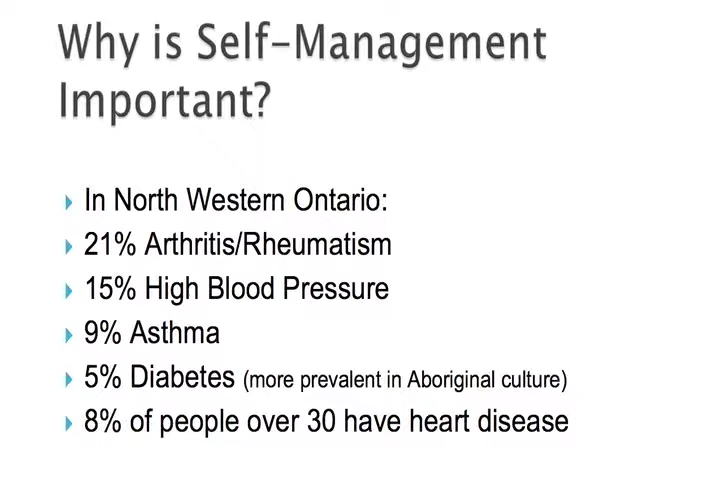 Why is Self-Management
Important?
In North Western Ontario:
21% Arthritis/Rheumatism
15% High Blood Pressure
9% Asthma
5% Diabetes (more prevalent in Aboriginal culture)
8% of people over 30 have heart disease